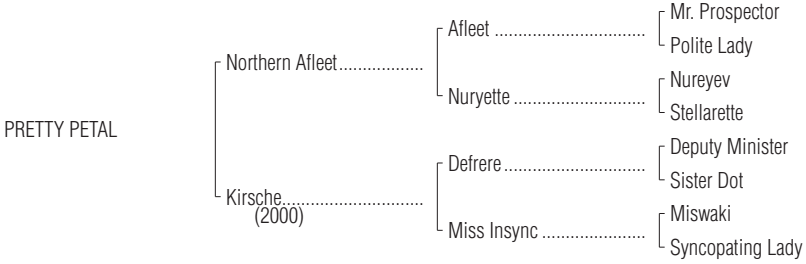 Mr. Prospector
Afleet ................................
Polite Lady
Northern Afleet..................
Nureyev
Nuryette ............................
Stellarette
PRETTY PETAL
Deputy Minister
Defrere ..............................
Sister Dot
Kirsche..............................
(2000)
Miswaki
Miss Insync ......................
Syncopating Lady